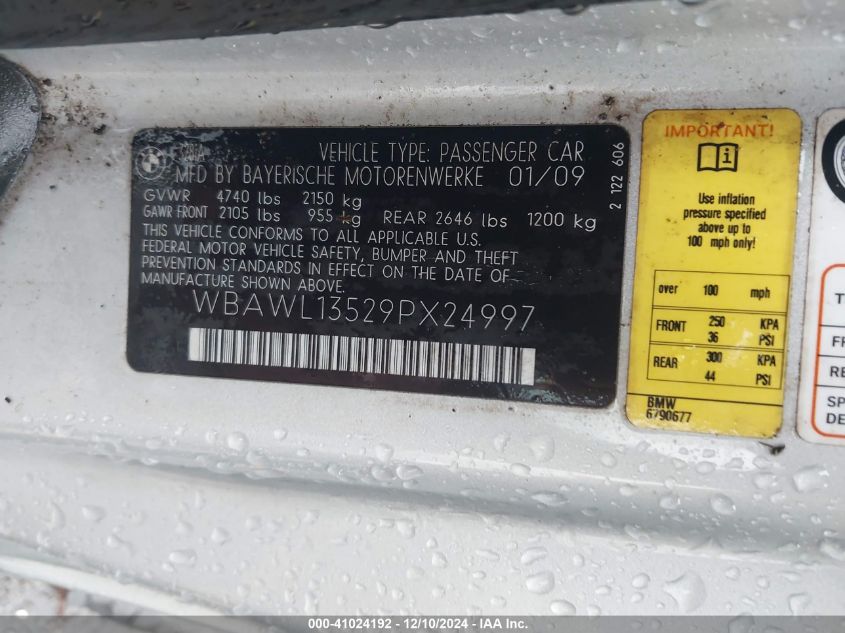 VEHICLE TYPE: PASSENGER CAR
MFD BY BAYERISCHE MOTORENWERKE 01/09
GVWR 4740 lbs 2150 kg
GAWR FRONT 2105 lbs 955 kg REAR 2646 lbs 1200 kg
THIS VEHICLE CONFORMS TO ALL APPLICABLE U.S.
FEDERAL MOTOR VEHICLE SAFETY, BUMPER AND THEFT
PREVENTION STANDARDS IN EFFECT ON THE DATE OF
MANUFACTURE SHOWN ABOVE.
WBAWL13529PX24997
2 122 606
IMPORTANT!
Use inflation
pressure specified
above up to
100 mph only!
over 100 mph
FRONT 250 KPA
36 PSI
REAR 300 KPA
44 PSI
BMW
6790677
T
FR
RE
SP
DE
000-41024192 - 12/10/2024 - IAA Inc.